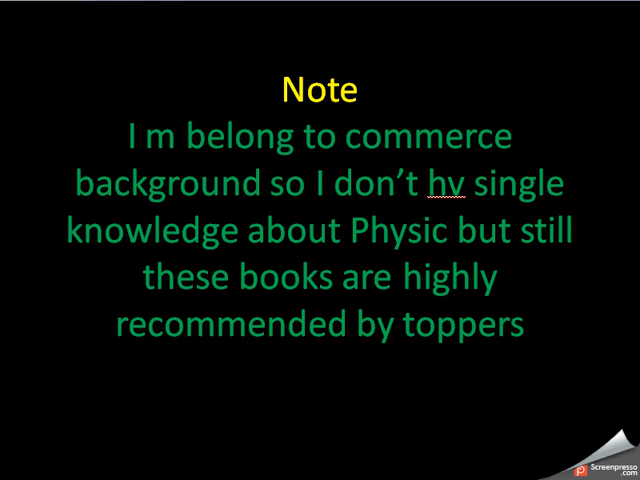 Note
I m belong to commerce
background so I don't hv single
knowledge about Physic but still
these books are highly
recommended by toppers
Screenpresso
.com